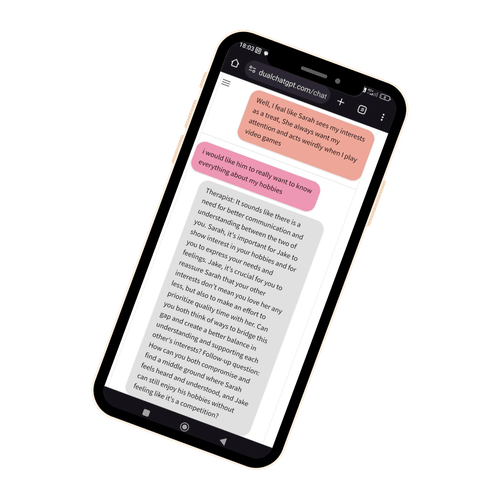 18:03
dualchatgpt.com/chat
Well, I feel like Sarah sees my interests
as a treat, She always want my
attention and acts weirdly when I play
video games
i would like him to really want to know
everything about my hobbies
Therapist: It sounds like there is a
need for better communication and
understanding between the two of
you. Sarah, it's important for Jake to
show interest in your hobbies and for
you to express your needs and
feelings. Jake, it's crucial for you to
reassure Sarah that your other
interests don't mean you love her any
less, but also to make an effort to
prioritize quality time with her. Can
you both think of ways to bridge this
gap and create a better balance in
understanding and supporting each
other's interests? Follow-up question:
How can you both compromise and
find a middle ground where Sarah
feels heard and understood, and Jake
can still enjoy his hobbies without
feeling like it's a competition?